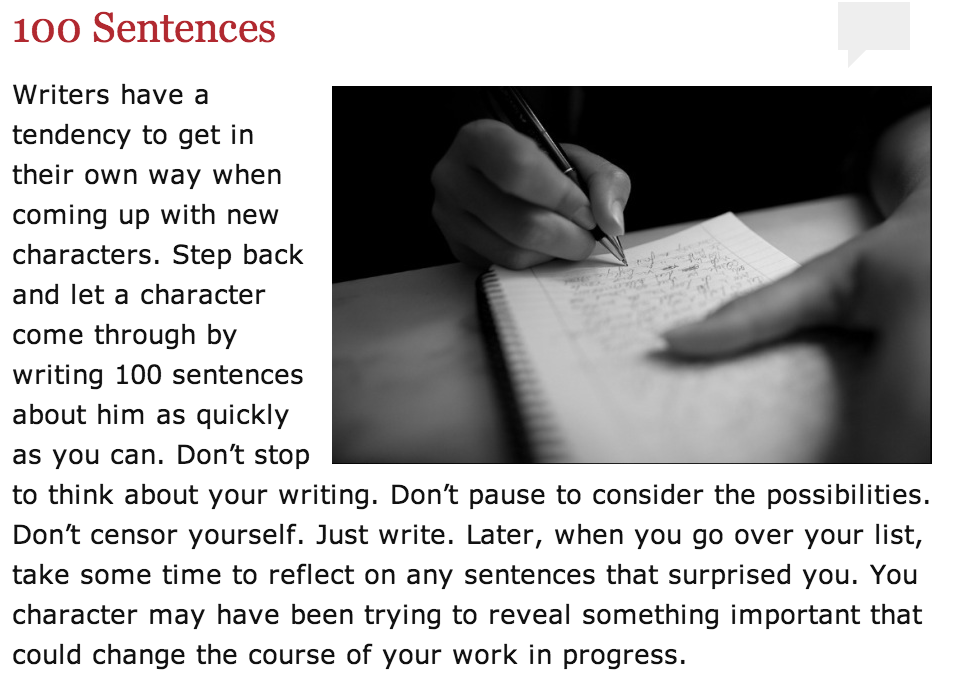 100 Sentences
Writers have a
tendency to get in
their own way when
coming up with new
characters. Step back
and let a character
come through by
writing 100 sentences
about him as quickly
as you can. Don’t stop
to think about your writing. Don’t pause to consider the possibilities.
Don’t censor yourself. Just write. Later, when you go over your list,
take some time to reflect on any sentences that surprised you. You
character may have been trying to reveal something important that
could change the course of your work in progress.